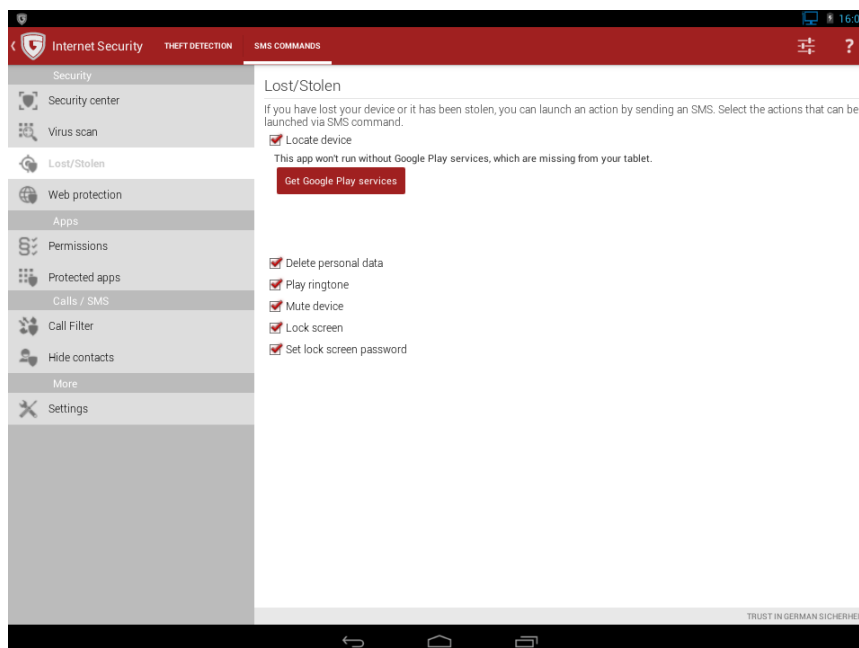 16:0
Internet Security
THEFT DETECTION
SMS COMMANDS
?
Security
Security center
Virus scan
Lost/Stolen
Web protection
Apps
Permissions
Protected apps
Calls / SMS
Call Filter
Hide contacts
More
Settings
Lost/Stolen
If you have lost your device or it has been stolen, you can launch an action by sending an SMS. Select the actions that can be
launched via SMS command.
Locate device
This app won't run without Google Play services, which are missing from your tablet.
Get Google Play services
Delete personal data
Play ringtone
Mute device
Lock screen
Set lock screen password
TRUST IN GERMAN SICHERHE